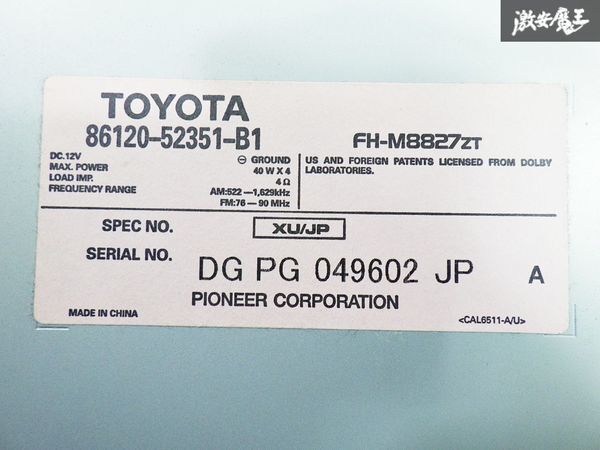 激安魔王
TOYOTA
86120-52351-B1
FH-M8827ZT
DC.12V ⊖ GROUND
MAX. POWER 40 W X 4
LOAD IMP. 4 Ω
FREQUENCY RANGE AM:522 — 1,629kHz
FM:76 — 90 MHz
US AND FOREIGN PATENTS LICENSED FROM DOLBY
LABORATORIES.
SPEC NO. XU/JP
SERIAL NO. DG PG 049602 JP A
PIONEER CORPORATION
MADE IN CHINA
<CAL6511-A/U>